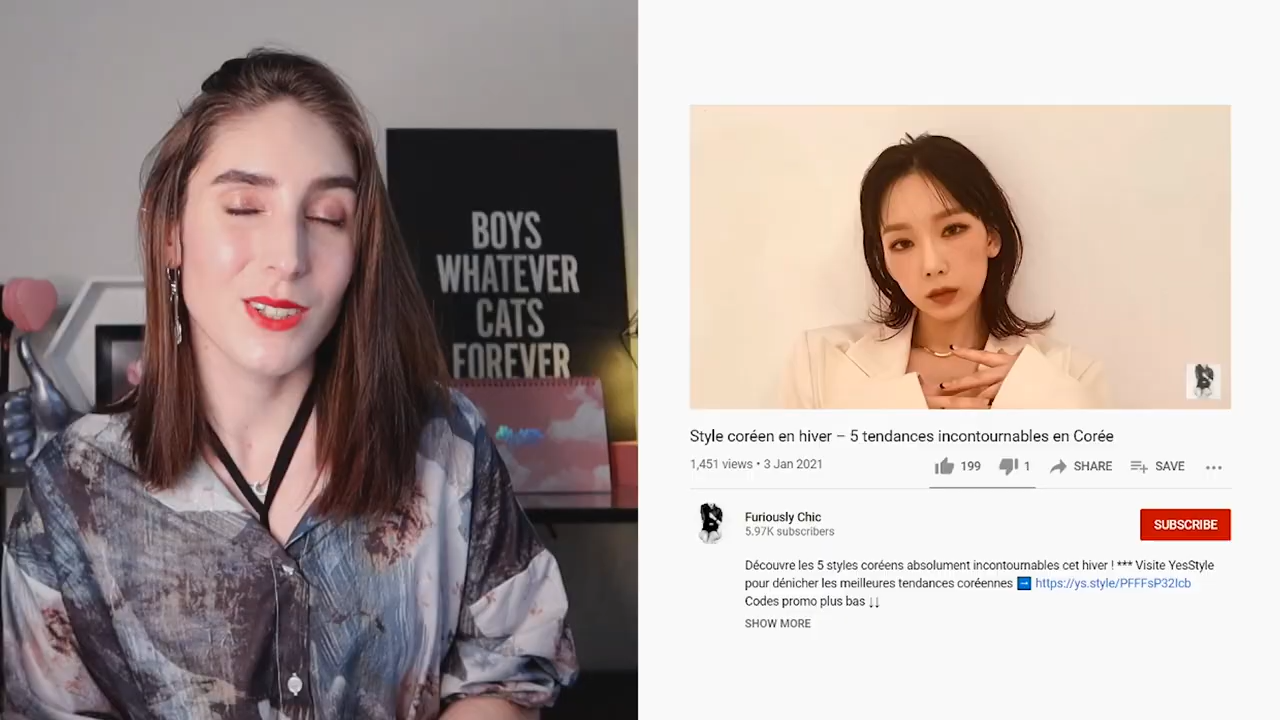 BOYS
WHATEVER
CATS
FOREVER
Style coréen en hiver – 5 tendances incontournables en Corée
1,451 views • 3 Jan 2021
199
1
SHARE
SAVE
Furiously Chic
5.97K subscribers
SUBSCRIBE
Découvre les 5 styles coréens absolument incontournables cet hiver ! *** Visite YesStyle
pour dénicher les meilleures tendances coréennes ➡ https://ys.style/PFFFsP32Icb
Codes promo plus bas ↓↓
SHOW MORE